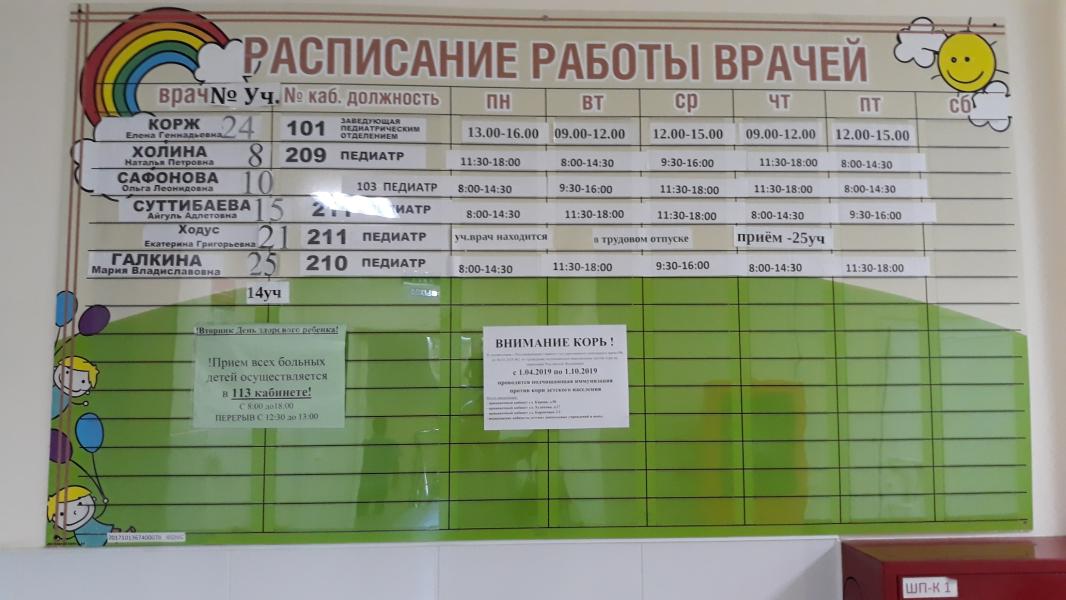 РАСПИСАНИЕ РАБОТЫ ВРАЧЕЙ
врач № Уч. № каб. должность пн вт ср чт пт сб
КОРЖ Елена Геннадьевна 24 101 ЗАВЕДУЮЩАЯ ПЕДИАТРИЧЕСКИМ ОТДЕЛЕНИЕМ 13.00-16.00 09.00-12.00 12.00-15.00 09.00-12.00 12.00-15.00
ХОЛИНА Наталья Петровна 8 209 ПЕДИАТР 11:30-18:00 8:00-14:30 9:30-16:00 11:30-18:00 8:00-14:30
САФОНОВА Ольга Леонидовна 10 103 ПЕДИАТР 8:00-14:30 9:30-16:00 11:30-18:00 11:30-18:00 8:00-14:30
СУТТИБАЕВА Айгуль Адлетовна 15 ПЕДИАТР 8:00-14:30 11:30-18:00 11:30-18:00 8:00-14:30 9:30-16:00
Ходус Екатерина Григорьевна 21 211 ПЕДИАТР уч.врач находится в трудовом отпуске приём -25уч
ГАЛКИНА Мария Владиславовна 25 210 ПЕДИАТР 8:00-14:30 11:30-18:00 9:30-16:00 8:00-14:30 11:30-18:00
14уч
!Вторник День здорового ребенка!
!Прием всех больных
детей осуществляется
в 113 кабинете!
С 8:00 до18:00
ПЕРЕРЫВ С 12:30 до 13:00
ВНИМАНИЕ КОРЬ !
с 1.04.2019 по 1.10.2019
проводится подчищающая иммунизация
против кори детского населения
ШП-К 1